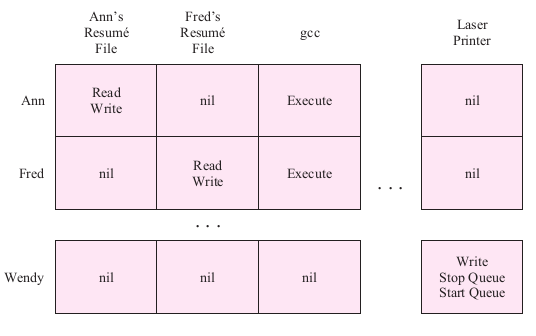 Ann's
Resumé
File
Fred's
Resumé
File
gcc
Laser
Printer
Ann
Read
Write
nil
Execute
nil
Fred
nil
Read
Write
Execute
nil
. . .
. . .
Wendy
nil
nil
nil
Write
Stop Queue
Start Queue